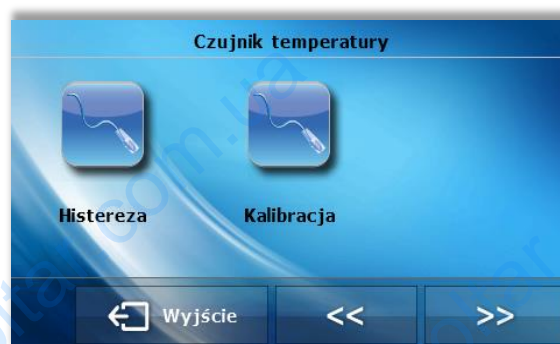 Czujnik temperatury
Histereza Kalibracja
Wyjście << >>